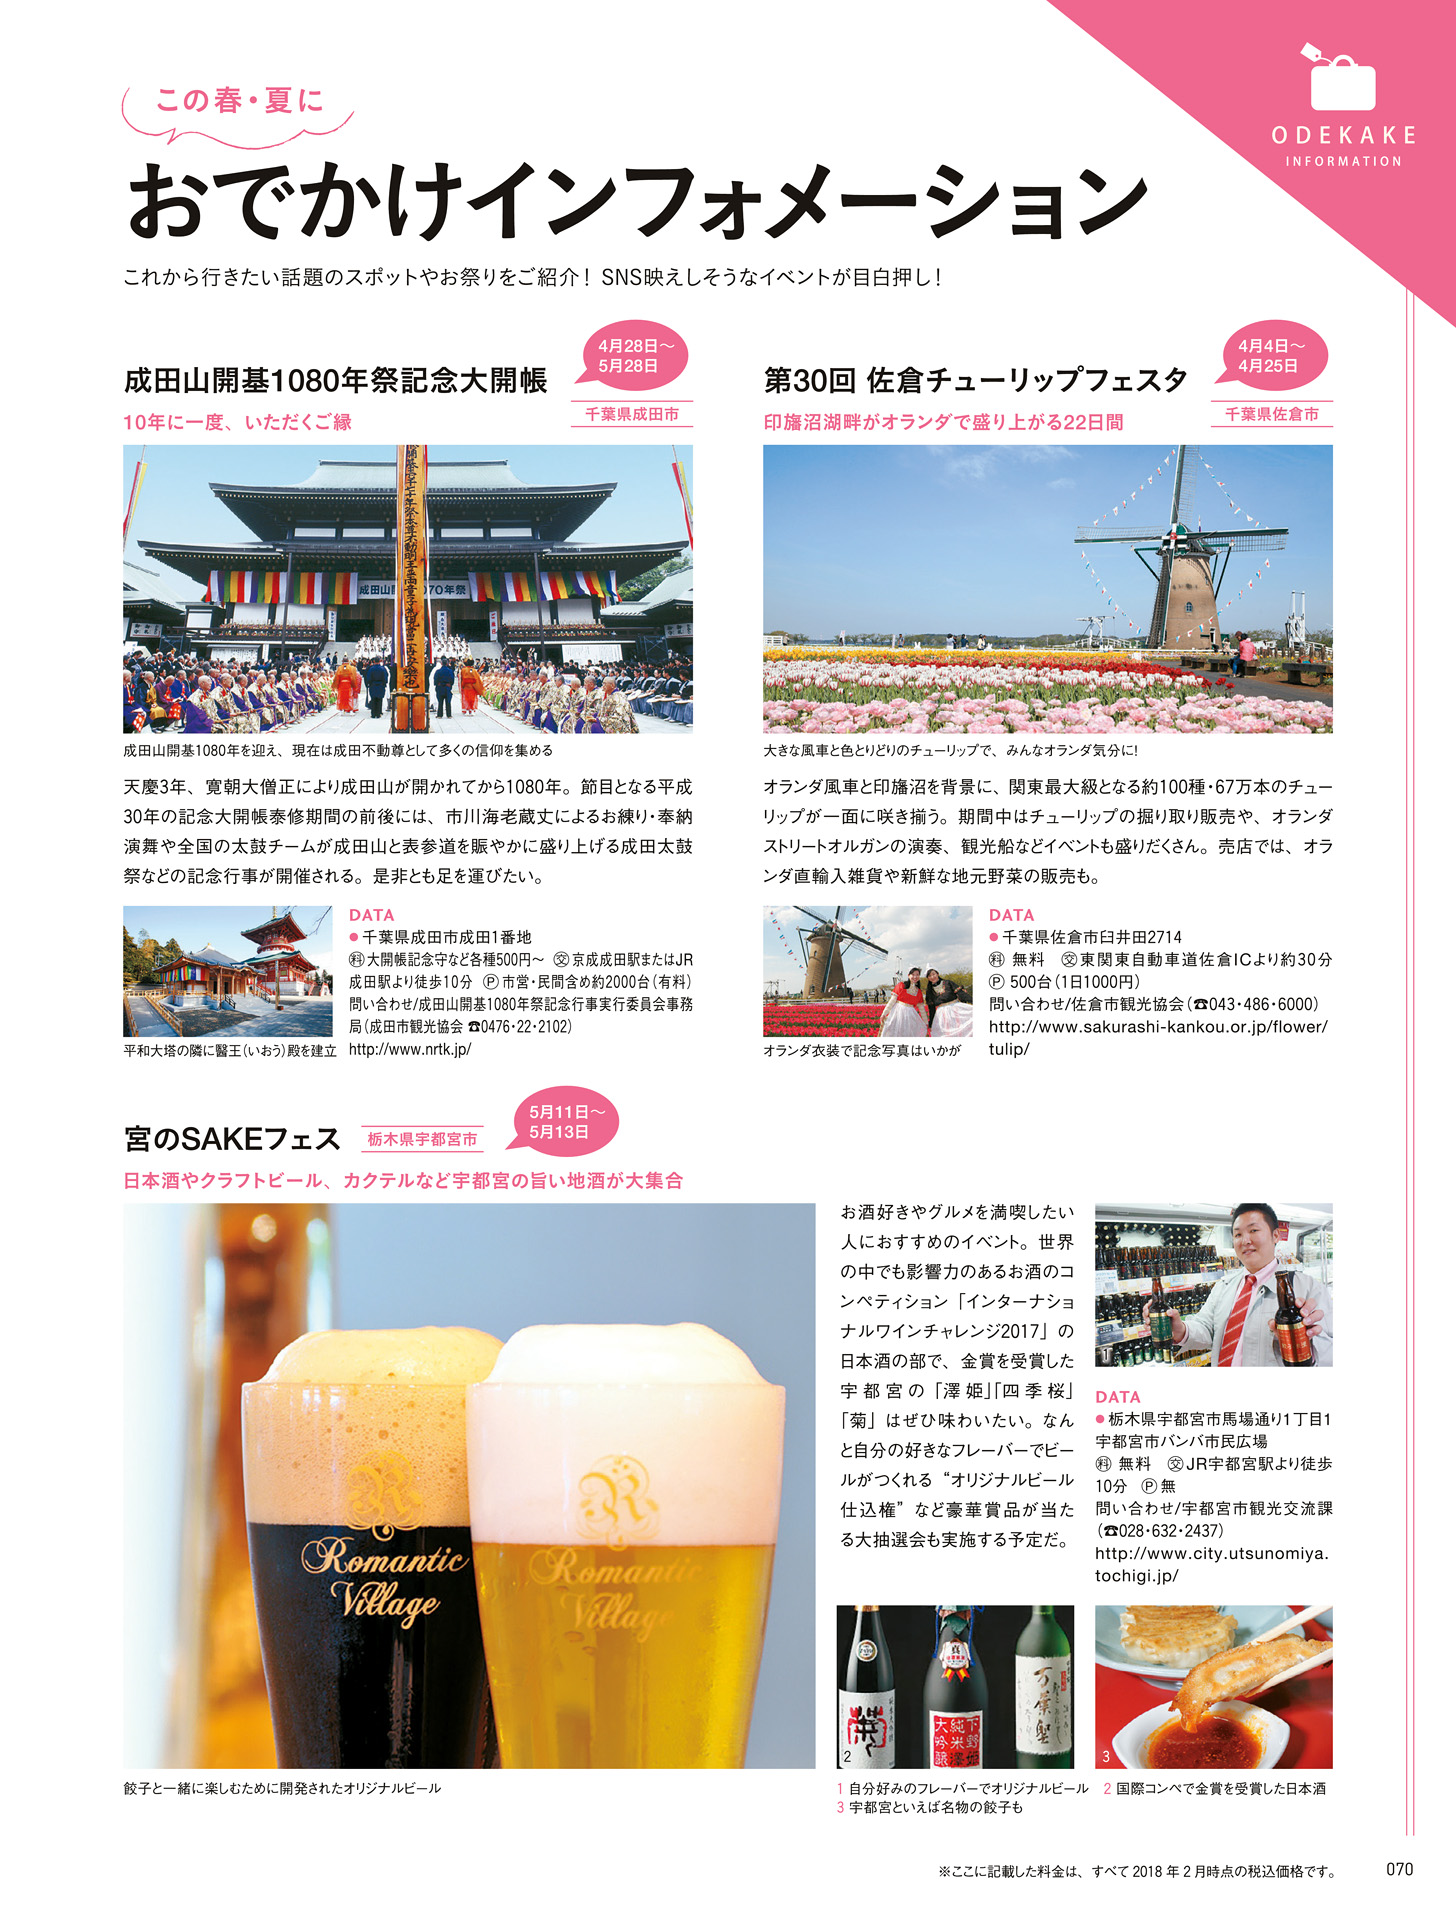 ODEKAKE
INFORMATION
この春・夏に
おでかけインフォメーション
これから行きたい話題のスポットやお祭りをご紹介！ SNS映えしそうなイベントが目白押し！
4月28日〜
5月28日
成田山開基1080年祭記念大開帳
千葉県成田市
10年に一度、いただくご縁
成田山開基1080年を迎え、現在は成田不動尊として多くの信仰を集める
天慶3年、寛朝大僧正により成田山が開かれてから1080年。節目となる平成
30年の記念大開帳泰修期間の前後には、市川海老蔵丈によるお練り・奉納
演舞や全国の太鼓チームが成田山と表参道を賑やかに盛り上げる成田太鼓
祭などの記念行事が開催される。是非とも足を運びたい。
平和大塔の隣に醫王（いおう）殿を建立
DATA
●千葉県成田市成田1番地
㊮大開帳記念守など各種500円〜 ㊋京成成田駅またはJR
成田駅より徒歩10分 Ⓟ市営・民間含め約2000台（有料）
問い合わせ/成田山開基1080年祭記念行事実行委員会事務
局（成田市観光協会 ☎0476・22・2102）
http://www.nrtk.jp/
4月4日〜
4月25日
第30回 佐倉チューリップフェスタ
千葉県佐倉市
印旛沼湖畔がオランダで盛り上がる22日間
大きな風車と色とりどりのチューリップで、みんなオランダ気分に!
オランダ風車と印旛沼を背景に、関東最大級となる約100種・67万本のチュー
リップが一面に咲き揃う。期間中はチューリップの掘り取り販売や、オランダ
ストリートオルガンの演奏、観光船などイベントも盛りだくさん。売店では、オラ
ンダ直輸入雑貨や新鮮な地元野菜の販売も。
オランダ衣装で記念写真はいかが
DATA
●千葉県佐倉市臼井田2714
料 無料 交東関東自動車道佐倉ICより約30分
Ⓟ 500台（1日1000円）
問い合わせ/佐倉市観光協会（☎043・486・6000）
http://www.sakurashi-kankou.or.jp/flower/
tulip/
5月11日〜
5月13日
宮のSAKEフェス
栃木県宇都宮市
日本酒やクラフトビール、カクテルなど宇都宮の旨い地酒が大集合
Romantic
Village
Romantic
Village
餃子と一緒に楽しむために開発されたオリジナルビール
お酒好きやグルメを満喫したい
人におすすめのイベント。世界
の中でも影響力のあるお酒のコ
ンペティション「インターナショ
ナルワインチャレンジ2017」の
日本酒の部で、金賞を受賞した
宇都宮の「澤姫」「四季桜」
「菊」はぜひ味わいたい。なん
と自分の好きなフレーバーでビー
ルがつくれる“オリジナルビール
仕込権”など豪華賞品が当た
る大抽選会も実施する予定だ。
1
DATA
●栃木県宇都宮市馬場通り1丁目1
宇都宮市バンバ市民広場
料 無料 交JR宇都宮駅より徒歩
10分 Ⓟ無
問い合わせ/宇都宮市観光交流課
（☎028・632・2437）
http://www.city.utsunomiya.
tochigi.jp/
2
3
1 自分好みのフレーバーでオリジナルビール 2 国際コンペで金賞を受賞した日本酒
3 宇都宮といえば名物の餃子も
※ここに記載した料金は、すべて2018年2月時点の税込価格です。
070